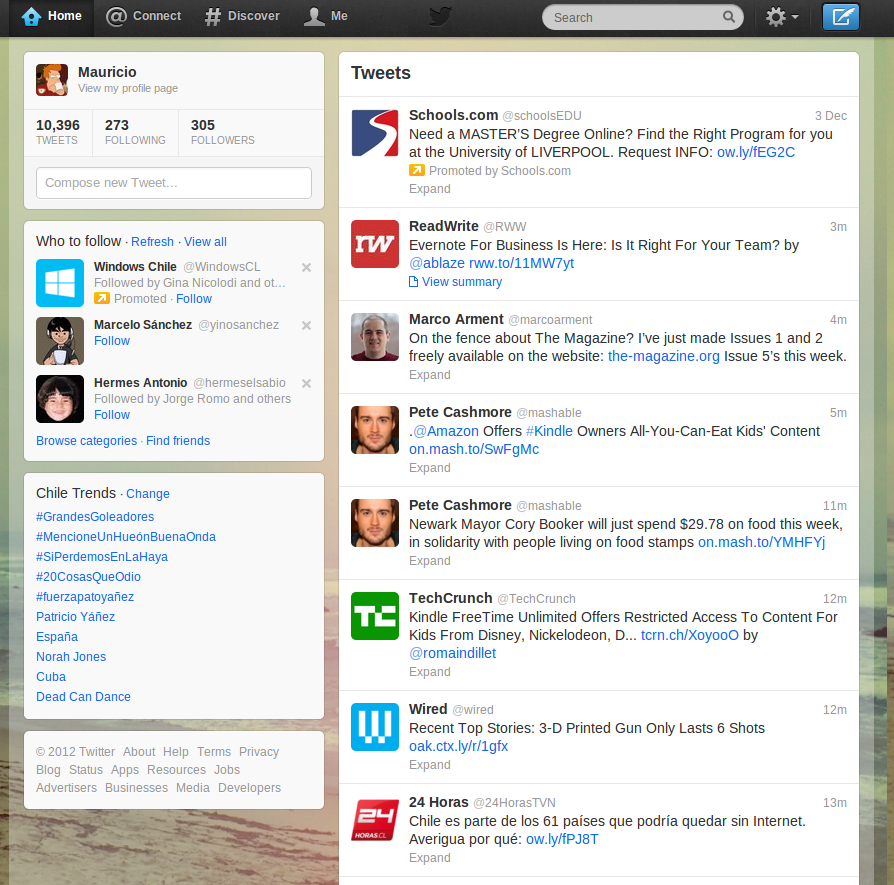 Home Connect Discover Me Search
Mauricio
View my profile page
10,396 273 305
TWEETS FOLLOWING FOLLOWERS
Compose new Tweet...
Who to follow · Refresh · View all
Windows Chile @WindowsCL
Followed by Gina Nicolodi and ot...
Promoted · Follow
Marcelo Sánchez @yinosanchez
Follow
Hermes Antonio @hermeselsabio
Followed by Jorge Romo and others
Follow
Browse categories · Find friends
Chile Trends · Change
#GrandesGoleadores
#MencioneUnHueónBuenaOnda
#SiPerdemosEnLaHaya
#20CosasQueOdio
#fuerzapatoyañez
Patricio Yáñez
España
Norah Jones
Cuba
Dead Can Dance
© 2012 Twitter About Help Terms Privacy
Blog Status Apps Resources Jobs
Advertisers Businesses Media Developers
Tweets
Schools.com @schoolsEDU 3 Dec
Need a MASTER'S Degree Online? Find the Right Program for you
at the University of LIVERPOOL. Request INFO: ow.ly/fEG2C
Promoted by Schools.com
Expand
rw
ReadWrite @RWW 3m
Evernote For Business Is Here: Is It Right For Your Team? by
@ablaze rww.to/11MW7yt
View summary
Marco Arment @marcoarment 4m
On the fence about The Magazine? I've just made Issues 1 and 2
freely available on the website: the-magazine.org Issue 5's this week.
Expand
Pete Cashmore @mashable 5m
.@Amazon Offers #Kindle Owners All-You-Can-Eat Kids' Content
on.mash.to/SwFgMc
Expand
Pete Cashmore @mashable 11m
Newark Mayor Cory Booker will just spend $29.78 on food this week,
in solidarity with people living on food stamps on.mash.to/YMHFYj
Expand
TC
TechCrunch @TechCrunch 12m
Kindle FreeTime Unlimited Offers Restricted Access To Content For
Kids From Disney, Nickelodeon, D... tcrn.ch/XoyooO by
@romaindillet
Expand
W
Wired @wired 12m
Recent Top Stories: 3-D Printed Gun Only Lasts 6 Shots
oak.ctx.ly/r/1gfx
Expand
24
HORAS.CL
24 Horas @24HorasTVN 13m
Chile es parte de los 61 países que podría quedar sin Internet.
Averigua por qué: ow.ly/fPJ8T
Expand